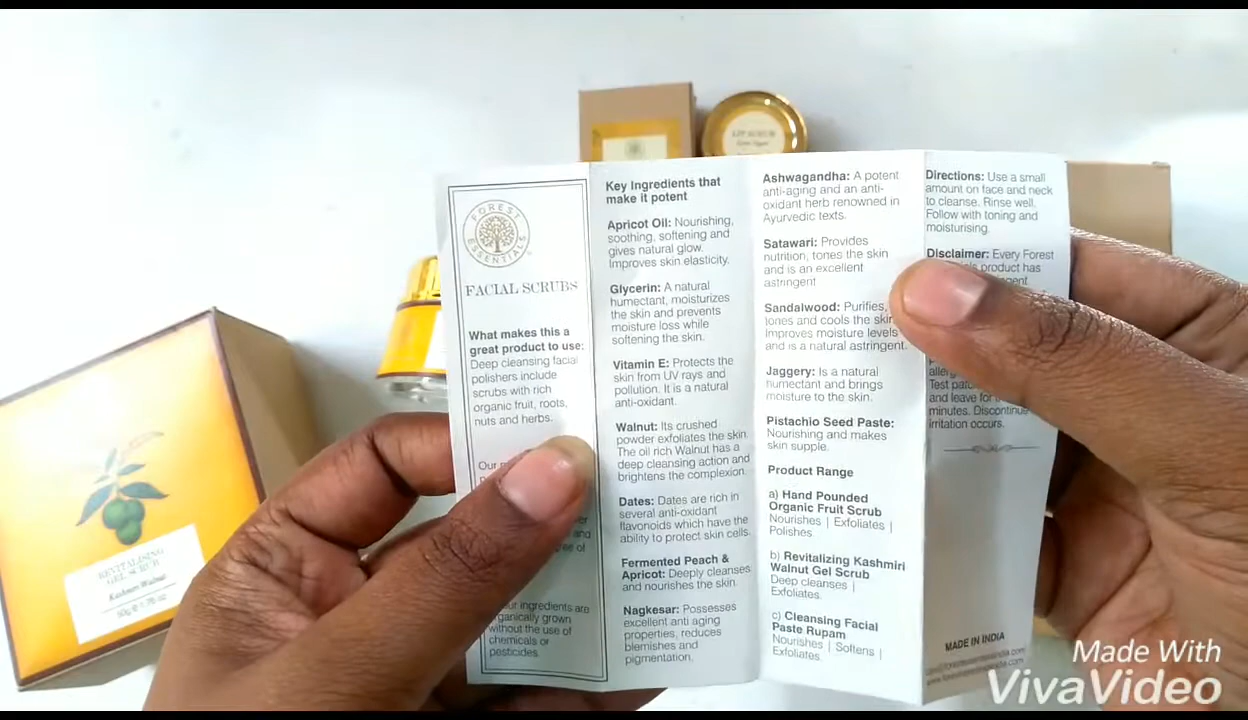 FOREST
ESSENTIALS
FACIAL SCRUBS
What makes this a
great product to use:
Deep cleansing facial
polishers include
scrubs with rich
organic fruit, roots,
nuts and herbs.
Our
and
of
our ingredients are
organically grown
without the use of
chemicals or
pesticides.
Key Ingredients that
make it potent
Apricot Oil: Nourishing,
soothing, softening and
gives natural glow.
Improves skin elasticity.
Glycerin: A natural
humectant, moisturizes
the skin and prevents
moisture loss while
softening the skin.
Vitamin E: Protects the
skin from UV rays and
pollution. It is a natural
anti-oxidant.
Walnut: Its crushed
powder exfoliates the skin.
The oil rich Walnut has a
deep cleansing action and
brightens the complexion.
Dates: Dates are rich in
several anti-oxidant
flavonoids which have the
ability to protect skin cells.
Fermented Peach &
Apricot: Deeply cleanses
and nourishes the skin.
Nagkesar: Possesses
excellent anti aging
properties, reduces
blemishes and
pigmentation.
Ashwagandha: A potent
anti-aging and an anti-
oxidant herb renowned in
Ayurvedic texts.
Satawari: Provides
nutrition, tones the skin
and is an excellent
astringent
Sandalwood: Purifies,
tones and cools the skin
Improves moisture levels
and is a natural astringent.
Jaggery: Is a natural
humectant and brings
moisture to the skin.
Pistachio Seed Paste:
Nourishing and makes
skin supple.
Product Range
a) Hand Pounded
Organic Fruit Scrub
Nourishes | Exfoliates |
Polishes
b) Revitalizing Kashmiri
Walnut Gel Scrub
Deep cleanses |
Exfoliates.
c) Cleansing Facial
Paste Rupam
Nourishes | Softens |
Exfoliates.
Directions: Use a small
amount on face and neck
to cleanse. Rinse well.
Follow with toning and
moisturising.
Disclaimer: Every Forest
product has
Test
and leave for
minutes. Discontinue
irritation occurs.
MADE IN INDIA
LIP SCRUB
REVITALISING
GEL SCRUB
Kashmiri Walnut
50g e 1.76 oz
Made With
VivaVideo